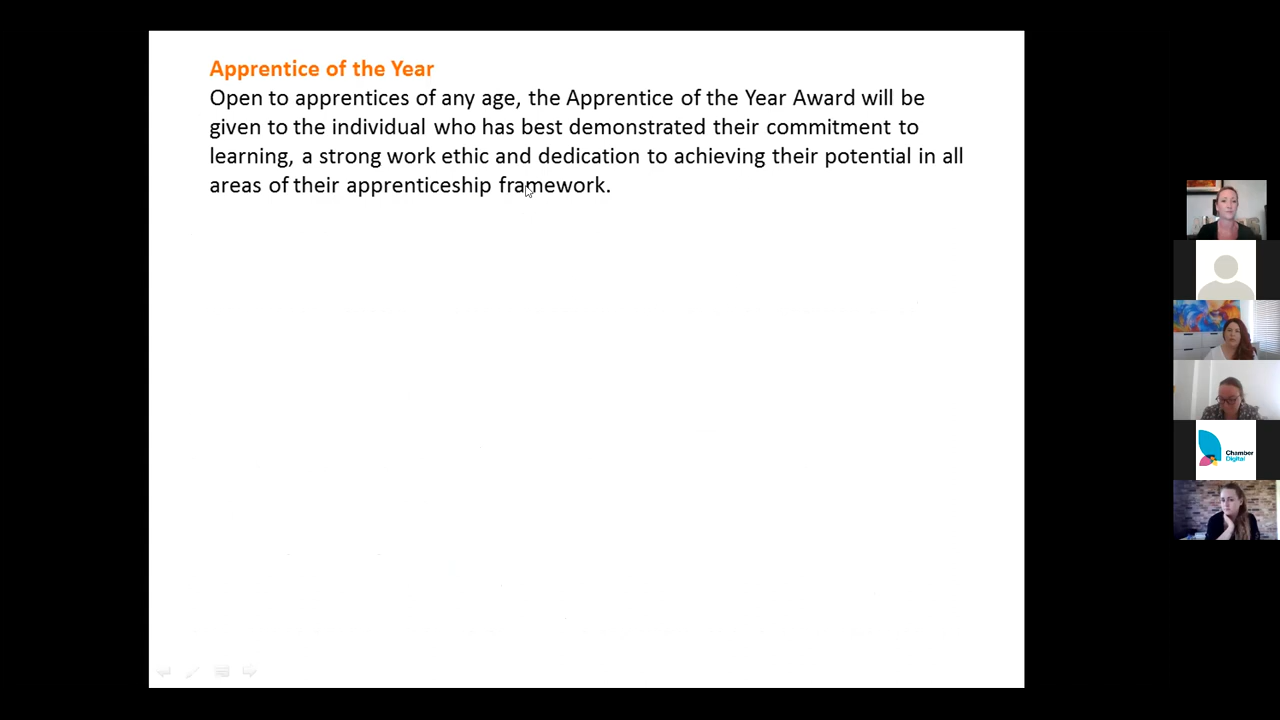 Apprentice of the Year
Open to apprentices of any age, the Apprentice of the Year Award will be
given to the individual who has best demonstrated their commitment to
learning, a strong work ethic and dedication to achieving their potential in all
areas of their apprenticeship framework.
Chamber
Digital